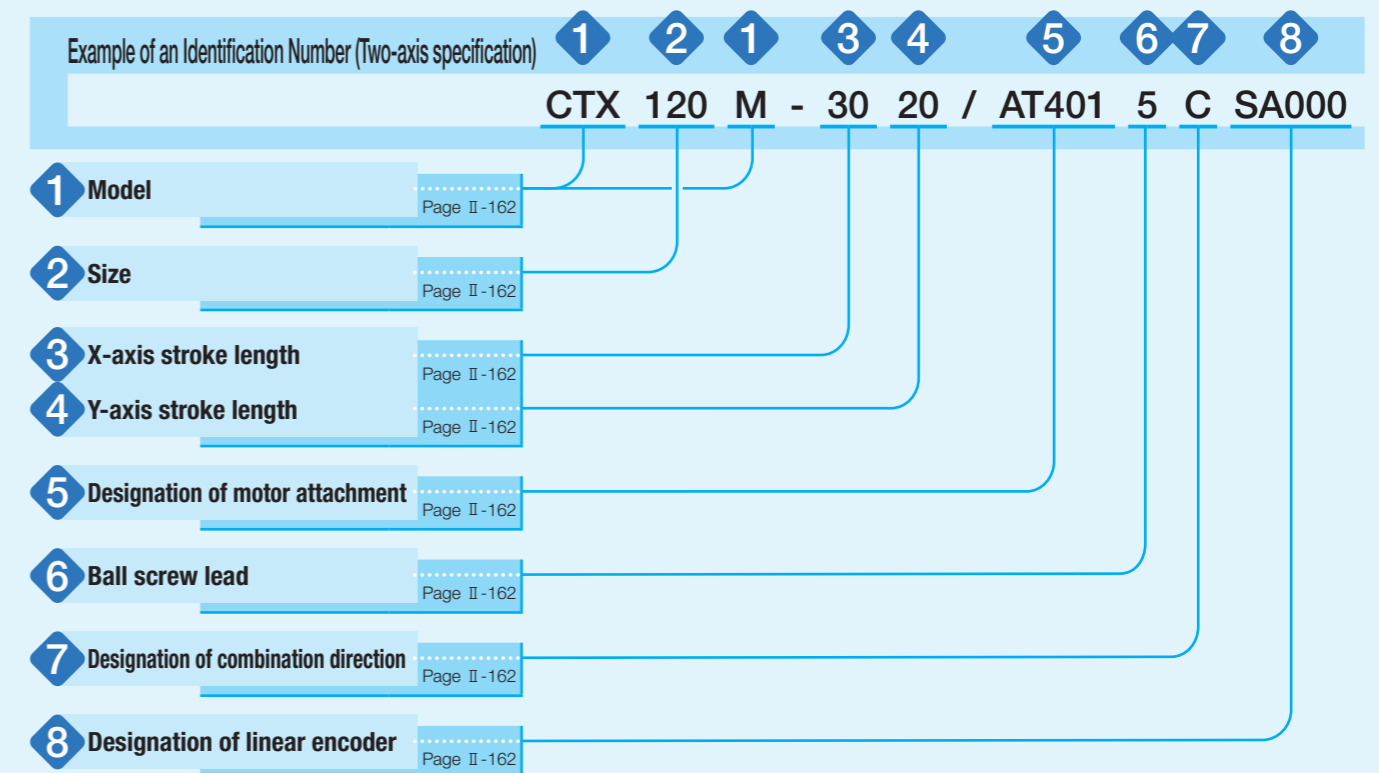 Example of an Identification Number (Two-axis specification) 1 2 1 3 4 5 6 7 8
CTX 120 M - 30 20 / AT401 5 C SA000
1 Model
Page Ⅱ-162
2 Size
Page Ⅱ-162
3 X-axis stroke length
Page Ⅱ-162
4 Y-axis stroke length
Page Ⅱ-162
5 Designation of motor attachment
Page Ⅱ-162
6 Ball screw lead
Page Ⅱ-162
7 Designation of combination direction
Page Ⅱ-162
8 Designation of linear encoder
Page Ⅱ-162